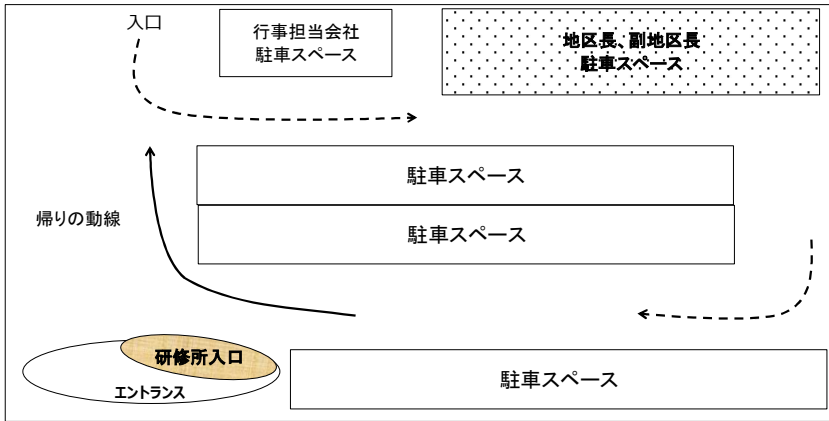 入口
行事担当会社
駐車スペース
地区長、副地区長
駐車スペース
駐車スペース
駐車スペース
帰りの動線
研修所入口
エントランス
駐車スペース